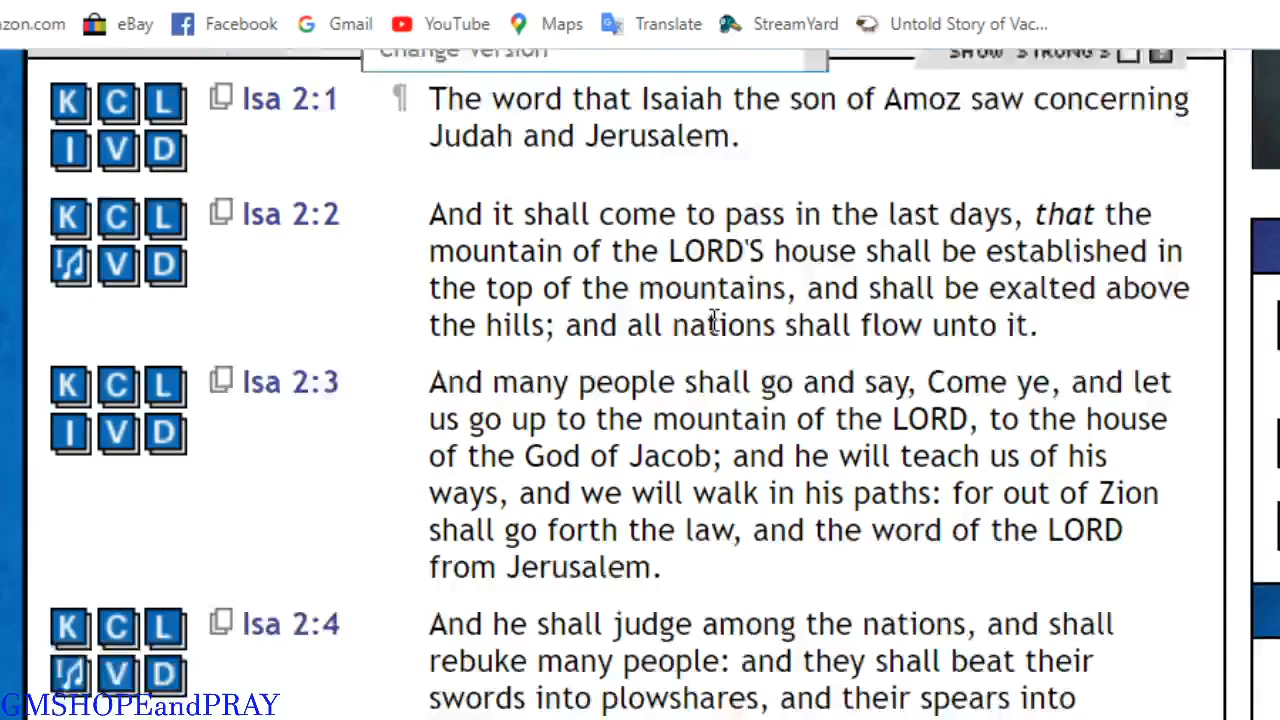 zon.com eBay Facebook Gmail YouTube Maps Translate StreamYard Untold Story of Vac...
Change Version SHOW STRONG'S
K C L Isa 2:1 ¶ The word that Isaiah the son of Amoz saw concerning
I V D Judah and Jerusalem.
K C L Isa 2:2 And it shall come to pass in the last days, that the
mountain of the LORD'S house shall be established in
V D the top of the mountains, and shall be exalted above
the hills; and all nations shall flow unto it.
K C L Isa 2:3 And many people shall go and say, Come ye, and let
us go up to the mountain of the LORD, to the house
I V D of the God of Jacob; and he will teach us of his
ways, and we will walk in his paths: for out of Zion
shall go forth the law, and the word of the LORD
from Jerusalem.
K C L Isa 2:4 And he shall judge among the nations, and shall
V D rebuke many people: and they shall beat their
swords into plowshares, and their spears into
GMSHOPEandPRAY